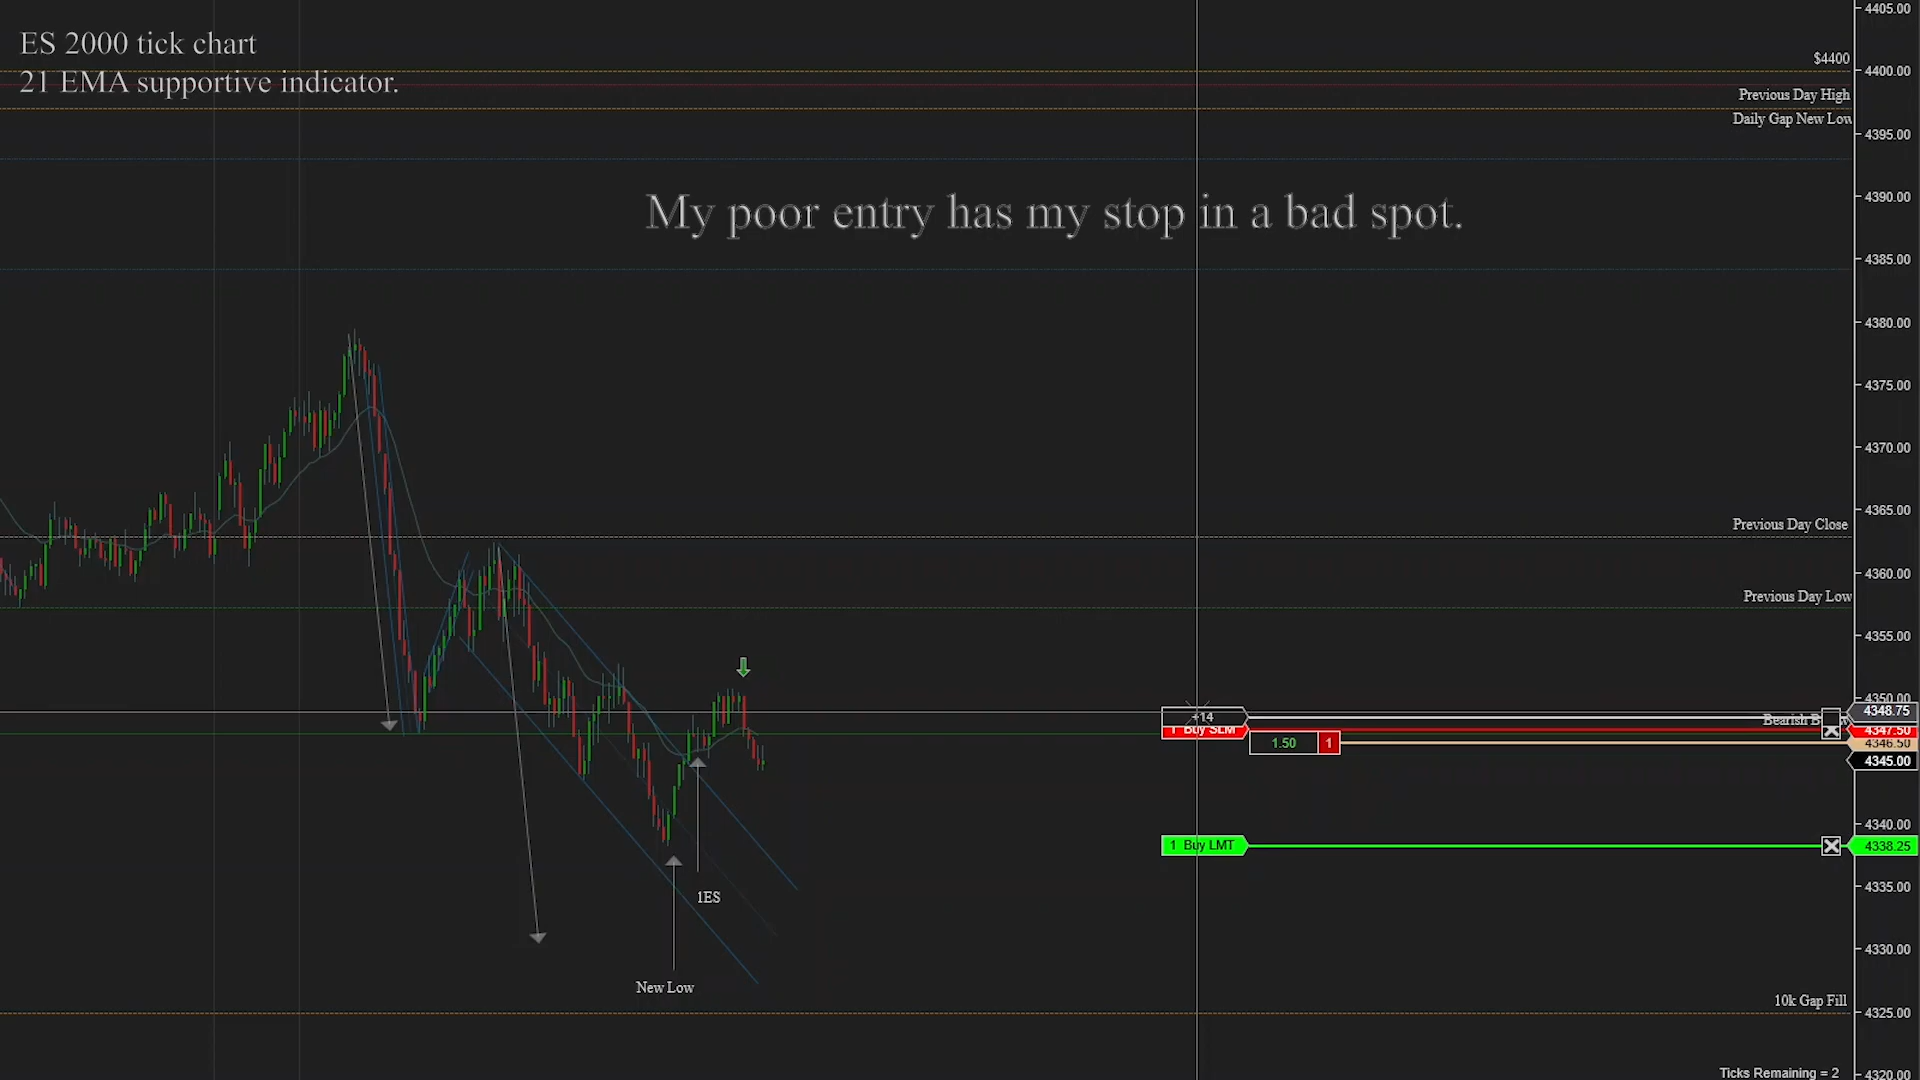 ES 2000 tick chart
21 EMA supportive indicator.
My poor entry has my stop in a bad spot.
4405.00
$4400
4400.00
Previous Day High
Daily Gap New Low
4395.00
4390.00
4385.00
4380.00
4375.00
4370.00
4365.00
Previous Day Close
4360.00
Previous Day Low
4355.00
4350.00
+14
4348.75
Bearish
1 Buy SLM
4347.50
1.50 1
4346.50
4345.00
4340.00
1 Buy LMT
4338.25
4335.00
1ES
4330.00
New Low
10k Gap Fill
4325.00
Ticks Remaining = 2
4320.00